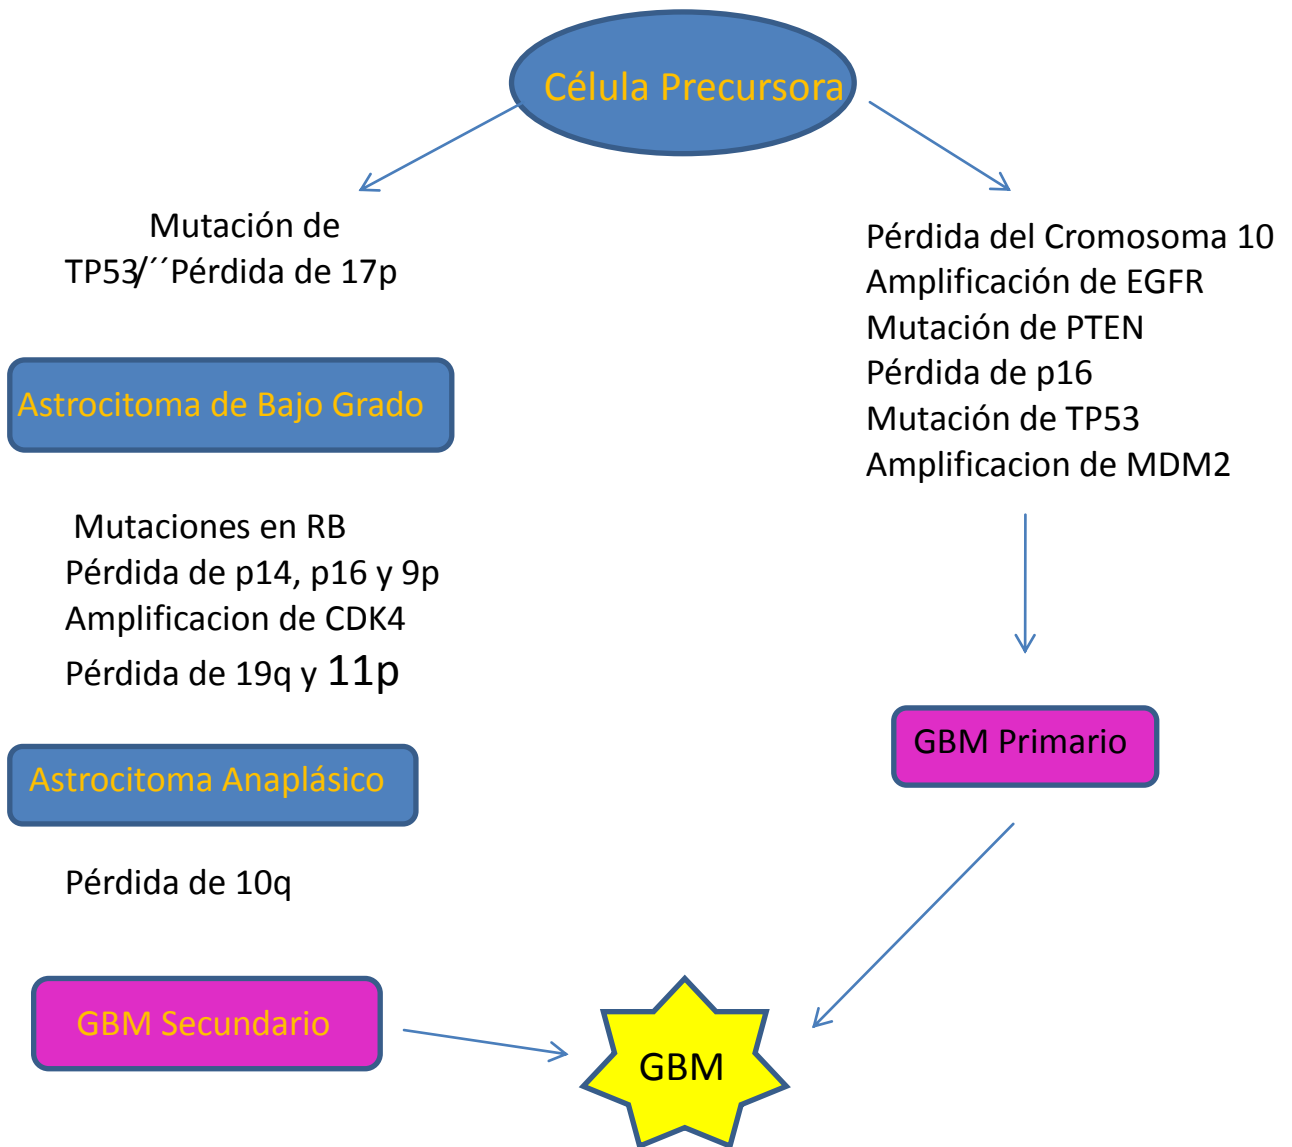 Célula Precursora
Mutación de
TP53/´´Pérdida de 17p
Astrocitoma de Bajo Grado
Mutaciones en RB
Pérdida de p14, p16 y 9p
Amplificacion de CDK4
Pérdida de 19q y 11p
Astrocitoma Anaplásico
Pérdida de 10q
GBM Secundario
Pérdida del Cromosoma 10
Amplificación de EGFR
Mutación de PTEN
Pérdida de p16
Mutación de TP53
Amplificacion de MDM2
GBM Primario
GBM